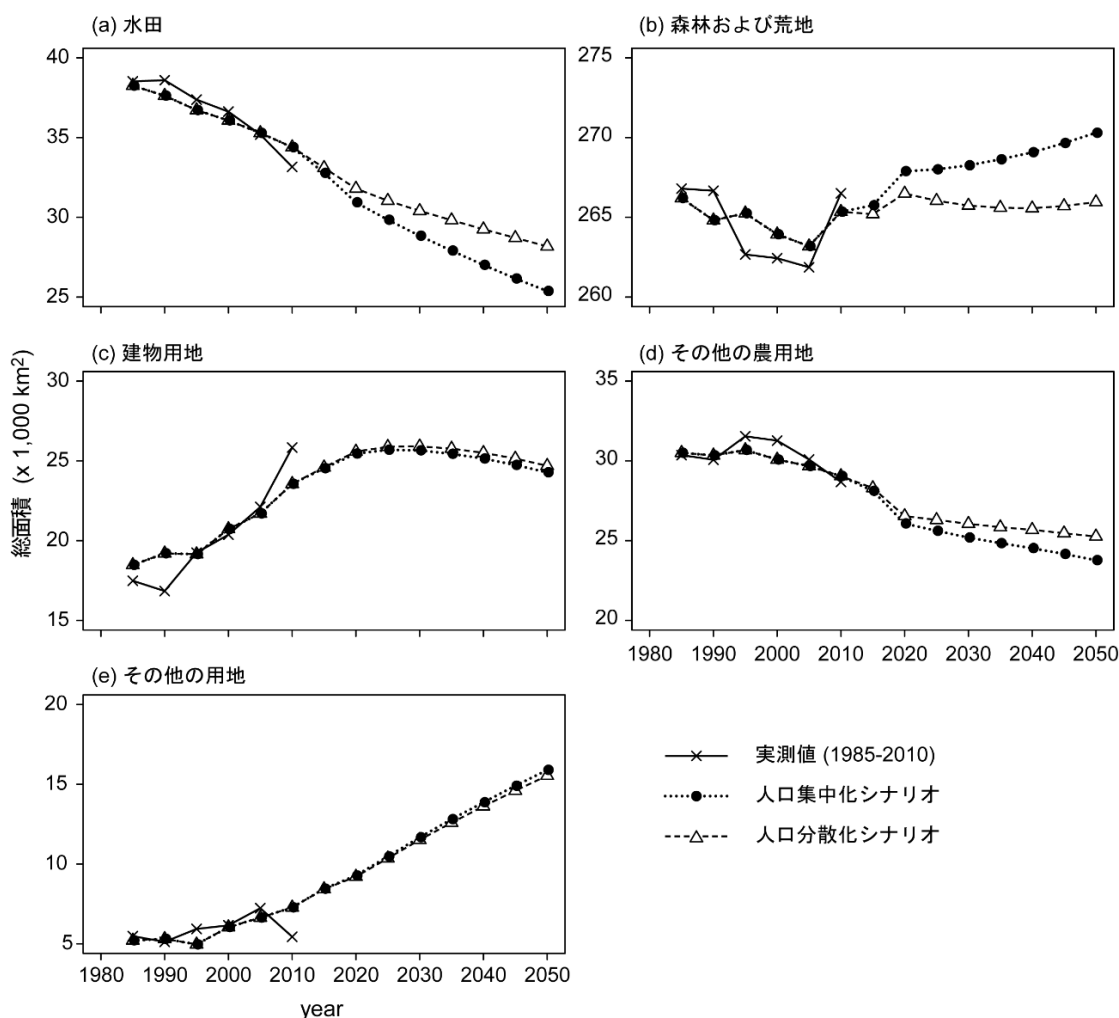 (a) 水田
40
35
30
25
(b) 森林および荒地
275
270
265
260
総面積 (x 1,000 km²)
(c) 建物用地
30
25
20
15
(d) その他の農用地
35
30
25
20
1980 1990 2000 2010 2020 2030 2040 2050
(e) その他の用地
20
15
10
5
1980 1990 2000 2010 2020 2030 2040 2050
year
実測値 (1985-2010)
人口集中化シナリオ
人口分散化シナリオ